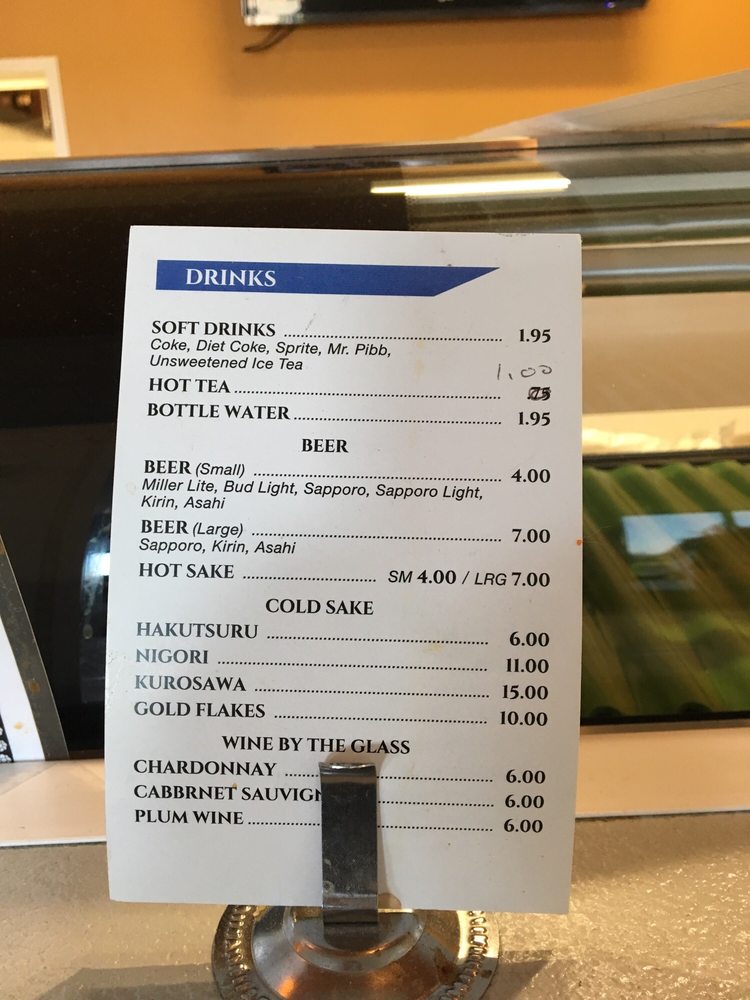 DRINKS
SOFT DRINKS 1.95
Coke, Diet Coke, Sprite, Mr. Pibb,
Unsweetened Ice Tea
1.00
HOT TEA 75
BOTTLE WATER 1.95
BEER
BEER (Small) 4.00
Miller Lite, Bud Light, Sapporo, Sapporo Light,
Kirin, Asahi
BEER (Large) 7.00
Sapporo, Kirin, Asahi
HOT SAKE SM 4.00 / LRG 7.00
COLD SAKE
HAKUTSURU 6.00
NIGORI 11.00
KUROSAWA 15.00
GOLD FLAKES 10.00
WINE BY THE GLASS
CHARDONNAY 6.00
CABBRNET SAUVIGN 6.00
PLUM WINE 6.00